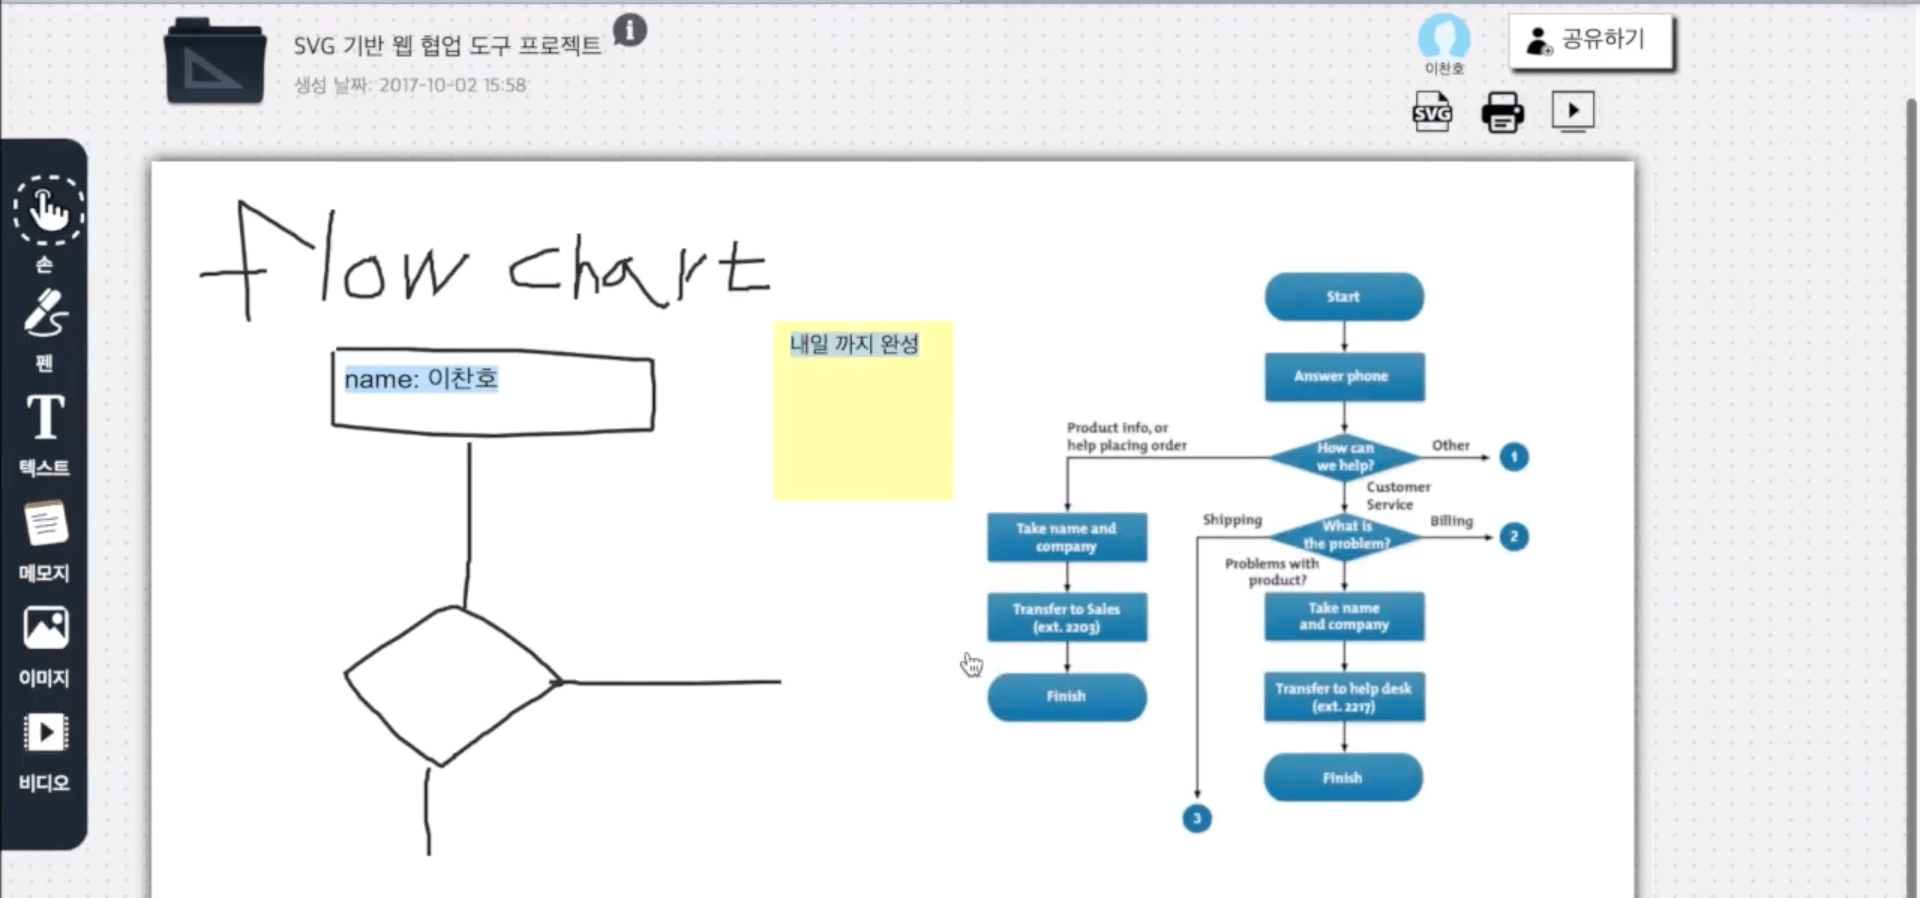 SVG 기반 웹 협업 도구 프로젝트
i
생성 날짜: 2017-10-02 15:58
이찬호
공유하기
SVG
손
펜
T
텍스트
메모지
이미지
비디오
flow chart
name: 이찬호
내일 까지 완성
Start
Answer phone
Product info, or
help placing order
How can
we help?
Other
1
Customer
Service
Shipping
What is
the problem?
Billing
2
Take name and
company
Problems with
product?
Take name
and company
Transfer to Sales
(ext. 2203)
Transfer to help desk
(ext. 2217)
Finish
Finish
3